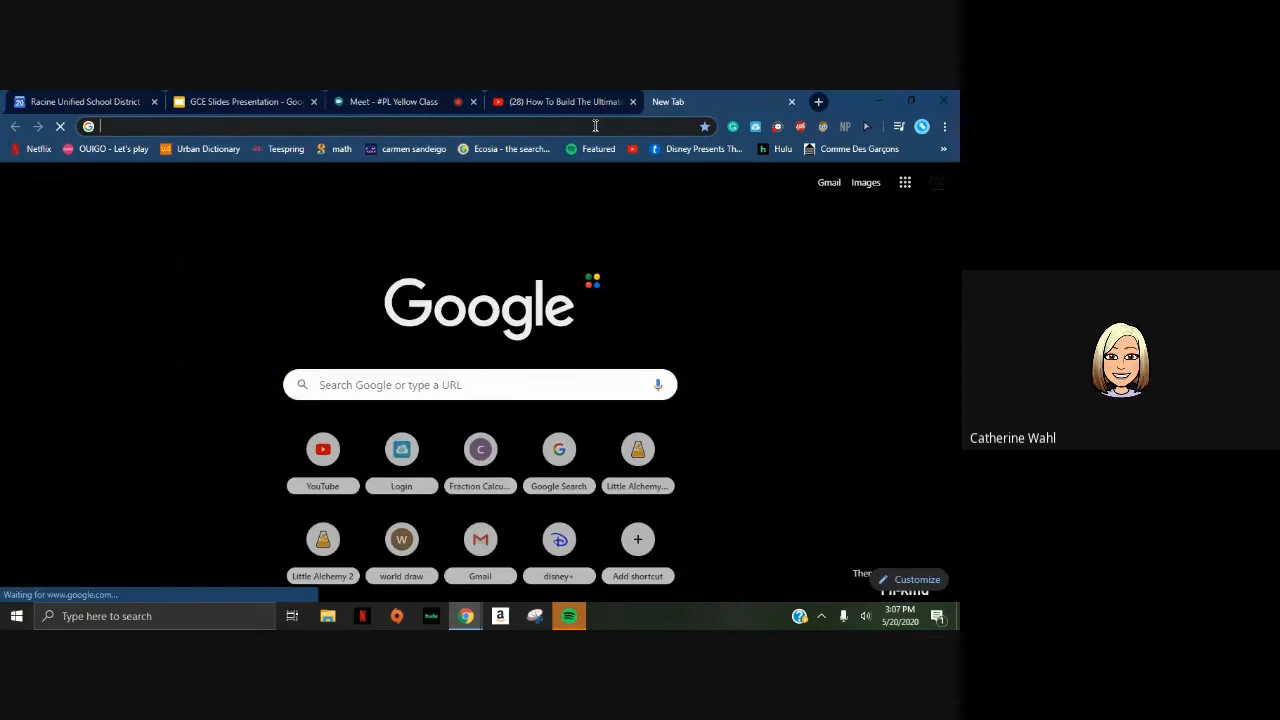 Racine Unified School District
GCE Slides Presentation - Goo
Meet - #PL Yellow Class
(28) How To Build The Ultimate
New Tab
Netflix
OUIGO - Let's play
Urban Dictionary
Teespring
math
carmen sandeigo
Ecosia - the search...
Featured
Disney Presents Th...
Hulu
Comme Des Garçons
»
NP
Gmail
Images
Google
Search Google or type a URL
YouTube
Login
C
Fraction Calcu...
Google Search
Little Alchemy...
Little Alchemy 2
W
world draw
Gmail
disney+
Add shortcut
Customize
Catherine Wahl
Waiting for www.google.com...
Type here to search
3:07 PM
5/20/2020